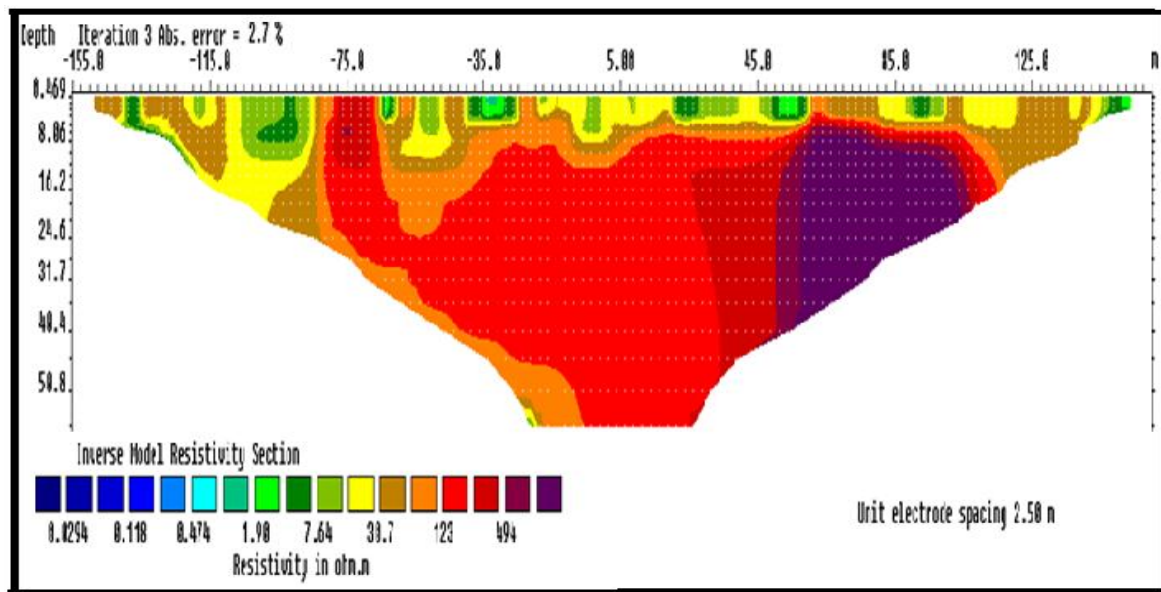 Depth Iteration 3 Abs. error = 2.7 %
-155.0 -115.0 -75.0 -35.0 5.00 45.0 85.0 125.0 m
0.469
8.06
16.2
24.6
31.7
40.4
50.8
Inverse Model Resistivity Section
0.0294 0.118 0.474 1.90 7.64 30.7 123 494
Resistivity in ohm.m
Unit electrode spacing 2.50 m